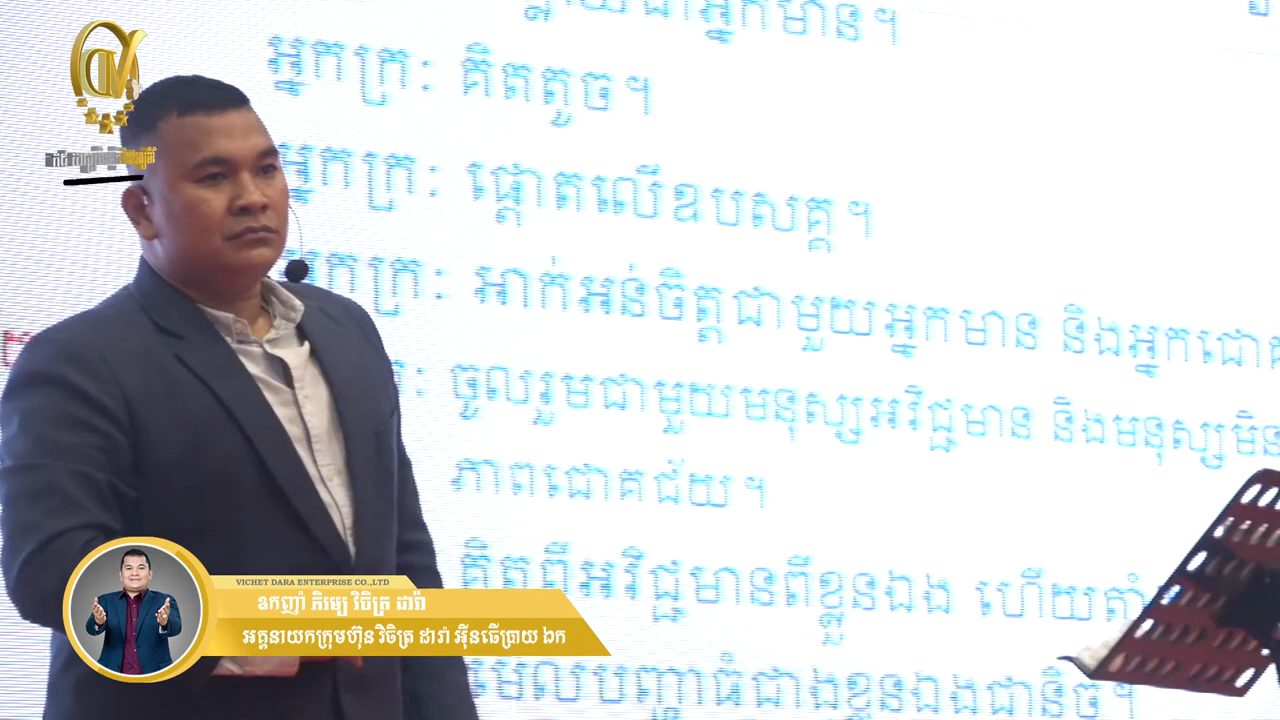 ជាអ្នកមាន។
អ្នកក្រ: គិតតូច។
អ្នកក្រ: ផ្តោតលើឧបសគ្គ។
អ្នកក្រ: អាក់អន់ចិត្តជាមួយអ្នកមាន និងអ្នកជោគ
ចូលរួមជាមួយមនុស្សអវិជ្ជមាន និងមនុស្សមិន
ភាពជោគជ័យ។
គិតពីអវិជ្ជមានពីខ្លួនឯង ហើយតាំ
មើលបញ្ហាធំជាងខ្លួនឯងជានិច្ច។
VICHET DARA ENTERPRISE CO.,LTD
ឧកញ៉ា ភិម្ប៉េ វិចិត្រ ដារ៉ា
អគ្គនាយកក្រុមហ៊ុន វិចិត្រ ដារ៉ា អ៊ីនធើប្រាយ ឯក